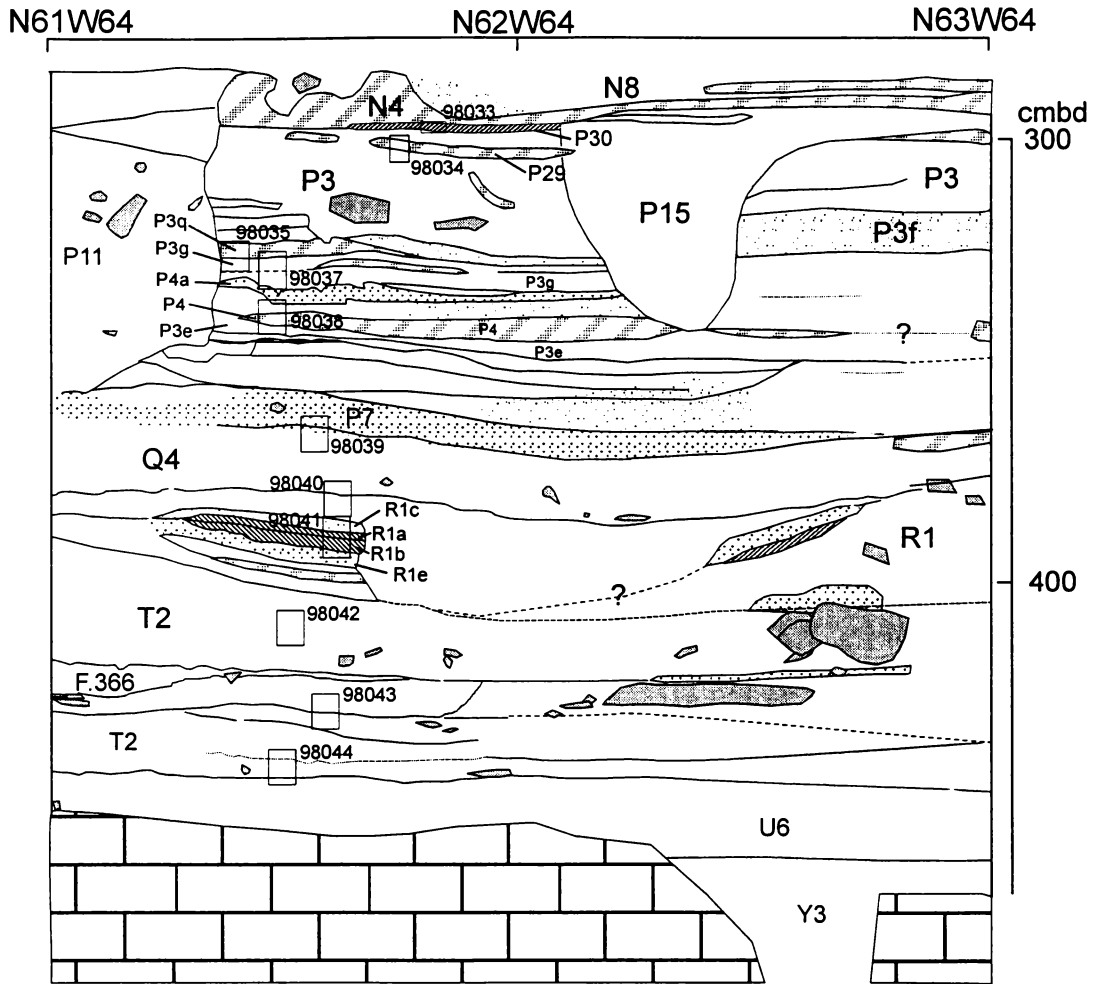 N61W64 N62W64 N63W64
cmbd
N8
N4
98033
300
P30
98034
P29
P3
P3
P15
P3q
98035
P3f
P3g
P11
P4a
98037
P3g
P4
98038
P4
?
P3e
P3e
P7
98039
Q4
98040
R1c
98041
R1a
R1
R1b
R1e
400
?
98042
T2
F.366
98043
T2
98044
U6
Y3